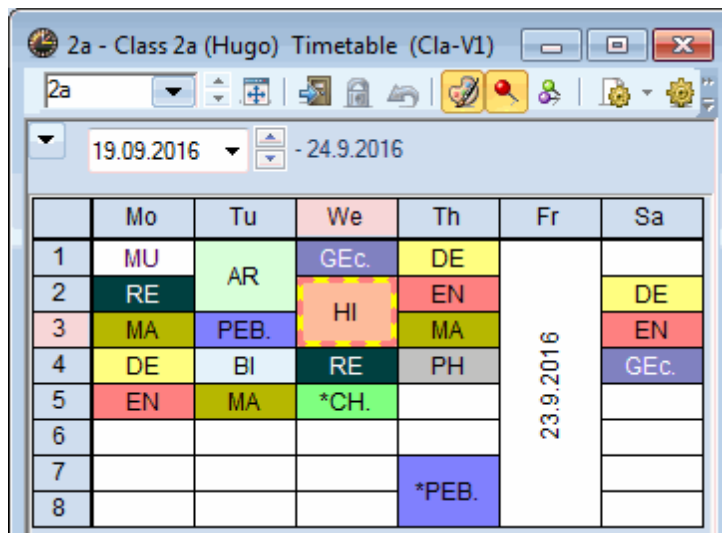 2a - Class 2a (Hugo) Timetable (Cla-V1)
2a
19.09.2016 - 24.9.2016
Mo Tu We Th Fr Sa
1 MU AR GEc. DE
2 RE HI EN DE
3 MA PEB. MA EN
4 DE BI RE PH GEc.
5 EN MA *CH.
6
7 *PEB.
8
23.9.2016